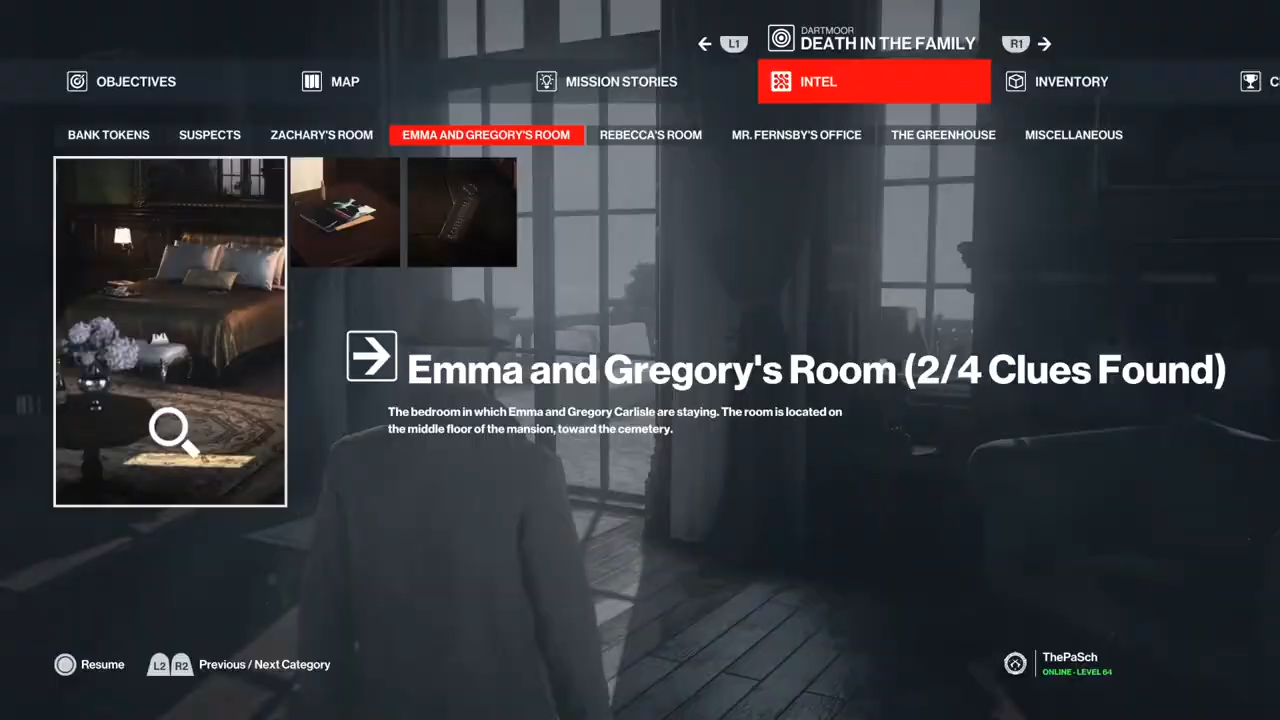 L1
DARTMOOR
DEATH IN THE FAMILY
R1
OBJECTIVES
MAP
MISSION STORIES
INTEL
INVENTORY
C
BANK TOKENS
SUSPECTS
ZACHARY'S ROOM
EMMA AND GREGORY'S ROOM
REBECCA'S ROOM
MR. FERNSBY'S OFFICE
THE GREENHOUSE
MISCELLANEOUS
Emma and Gregory's Room (2/4 Clues Found)
The bedroom in which Emma and Gregory Carlisle are staying. The room is located on
the middle floor of the mansion, toward the cemetery.
Resume
L2 R2 Previous / Next Category
ThePaSch
ONLINE - LEVEL 64